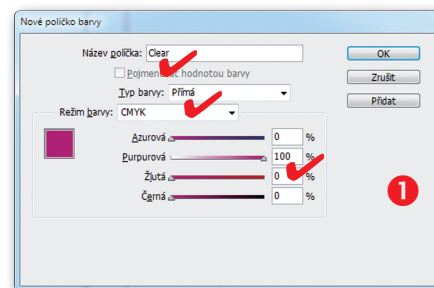 Nové políčko barvy
Název políčka: Clear
OK
Pojmenovat hodnotou barvy
Zrušit
Typ barvy: Přímá
Přidat
Režim barvy: CMYK
Azurová 0 %
Purpurová 100 %
Žlutá 0 %
Černá 0 %
1